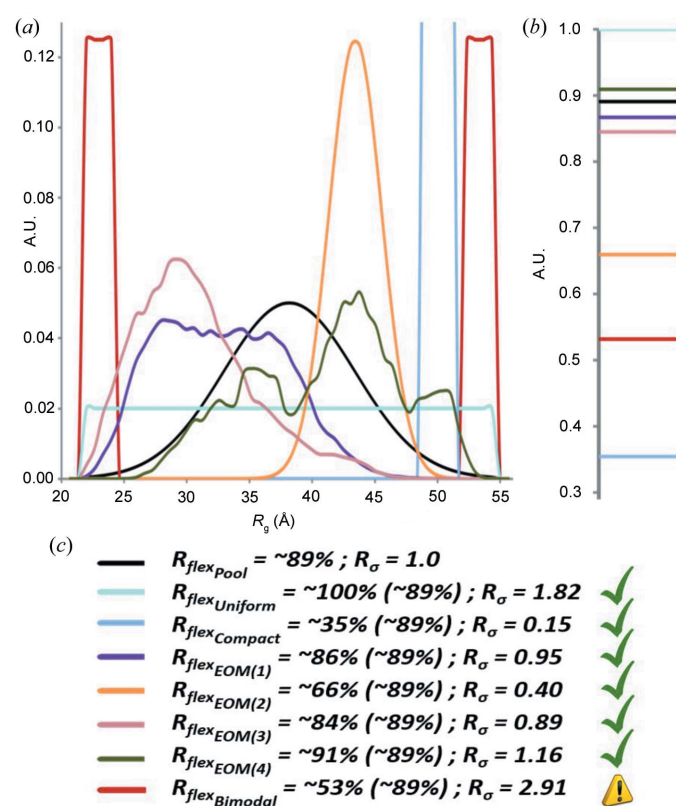 (a)
(b)
0.12
0.10
0.08
0.06
0.04
0.02
0.00
A.U.
20 25 30 35 40 45 50 55
Rg (Å)
1.0
0.9
0.8
0.7
0.6
0.5
0.4
0.3
A.U.
(c)
RflexPool = ~89% ; Rσ = 1.0
RflexUniform = ~100% (~89%) ; Rσ = 1.82
RflexCompact = ~35% (~89%) ; Rσ = 0.15
RflexEOM(1) = ~86% (~89%) ; Rσ = 0.95
RflexEOM(2) = ~66% (~89%) ; Rσ = 0.40
RflexEOM(3) = ~84% (~89%) ; Rσ = 0.89
RflexEOM(4) = ~91% (~89%) ; Rσ = 1.16
RflexBimodal = ~53% (~89%) ; Rσ = 2.91